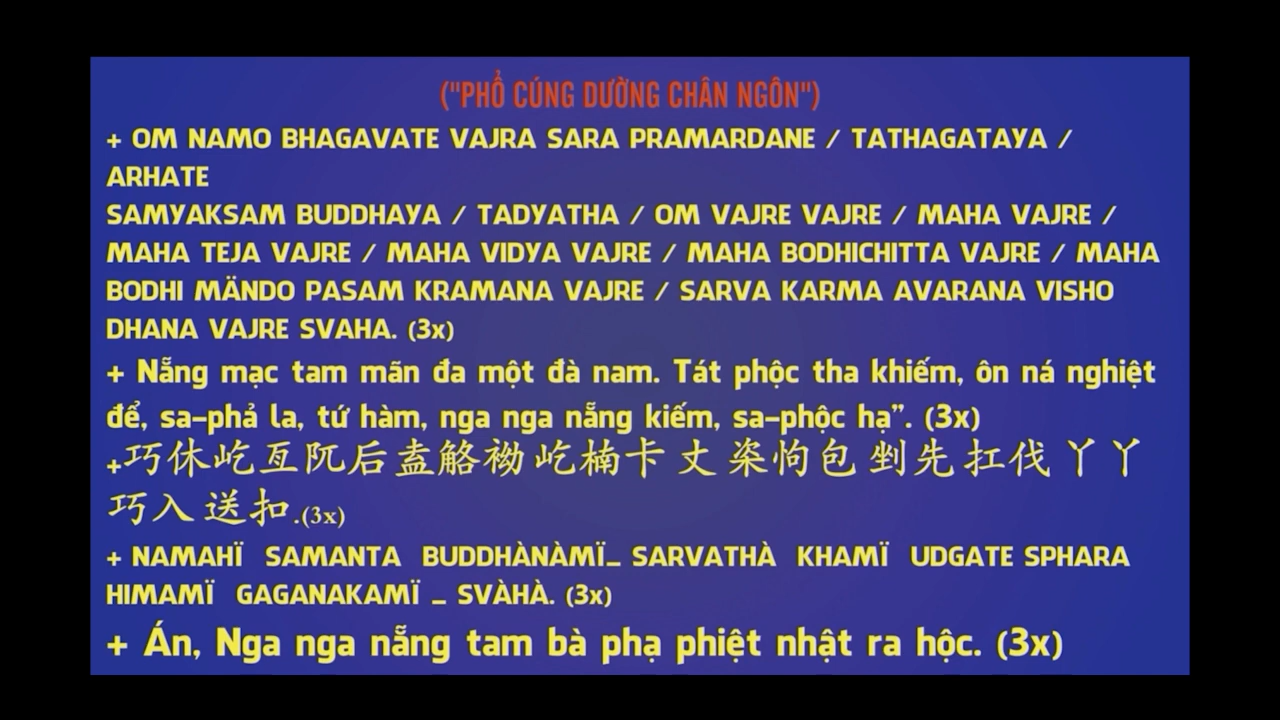 ("PHỔ CÚNG DƯỜNG CHÂN NGÔN")
+ OM NAMO BHAGAVATE VAJRA SARA PRAMARDANE / TATHAGATAYA /
ARHATE
SAMYAKSAM BUDDHAYA / TADYATHA / OM VAJRE VAJRE / MAHA VAJRE /
MAHA TEJA VAJRE / MAHA VIDYA VAJRE / MAHA BODHICHITTA VAJRE / MAHA
BODHI MÄNDO PASAM KRAMANA VAJRE / SARVA KARMA AVARANA VISHO
DHANA VAJRE SVAHA. (3x)
+ Nẵng mạc tam mãn đa một đà nam. Tát phộc tha khiếm, ôn ná nghiệt
để, sa–phả la, tứ hàm, nga nga nẵng kiếm, sa–phộc hạ”. (3x)
+巧休屹亙阢后盍觡袎屹楠卡丈栥怐包剉先扛伐丫丫
巧入送扣.(3x)
+ NAMAHÏ SAMANTA BUDDHÀNÀMÏ_ SARVATHÀ KHAMÏ UDGATE SPHARA
HIMAMÏ GAGANAKAMÏ _ SVÀHÀ. (3x)
+ Án, Nga nga nẵng tam bà phạ phiệt nhật ra hộc. (3x)